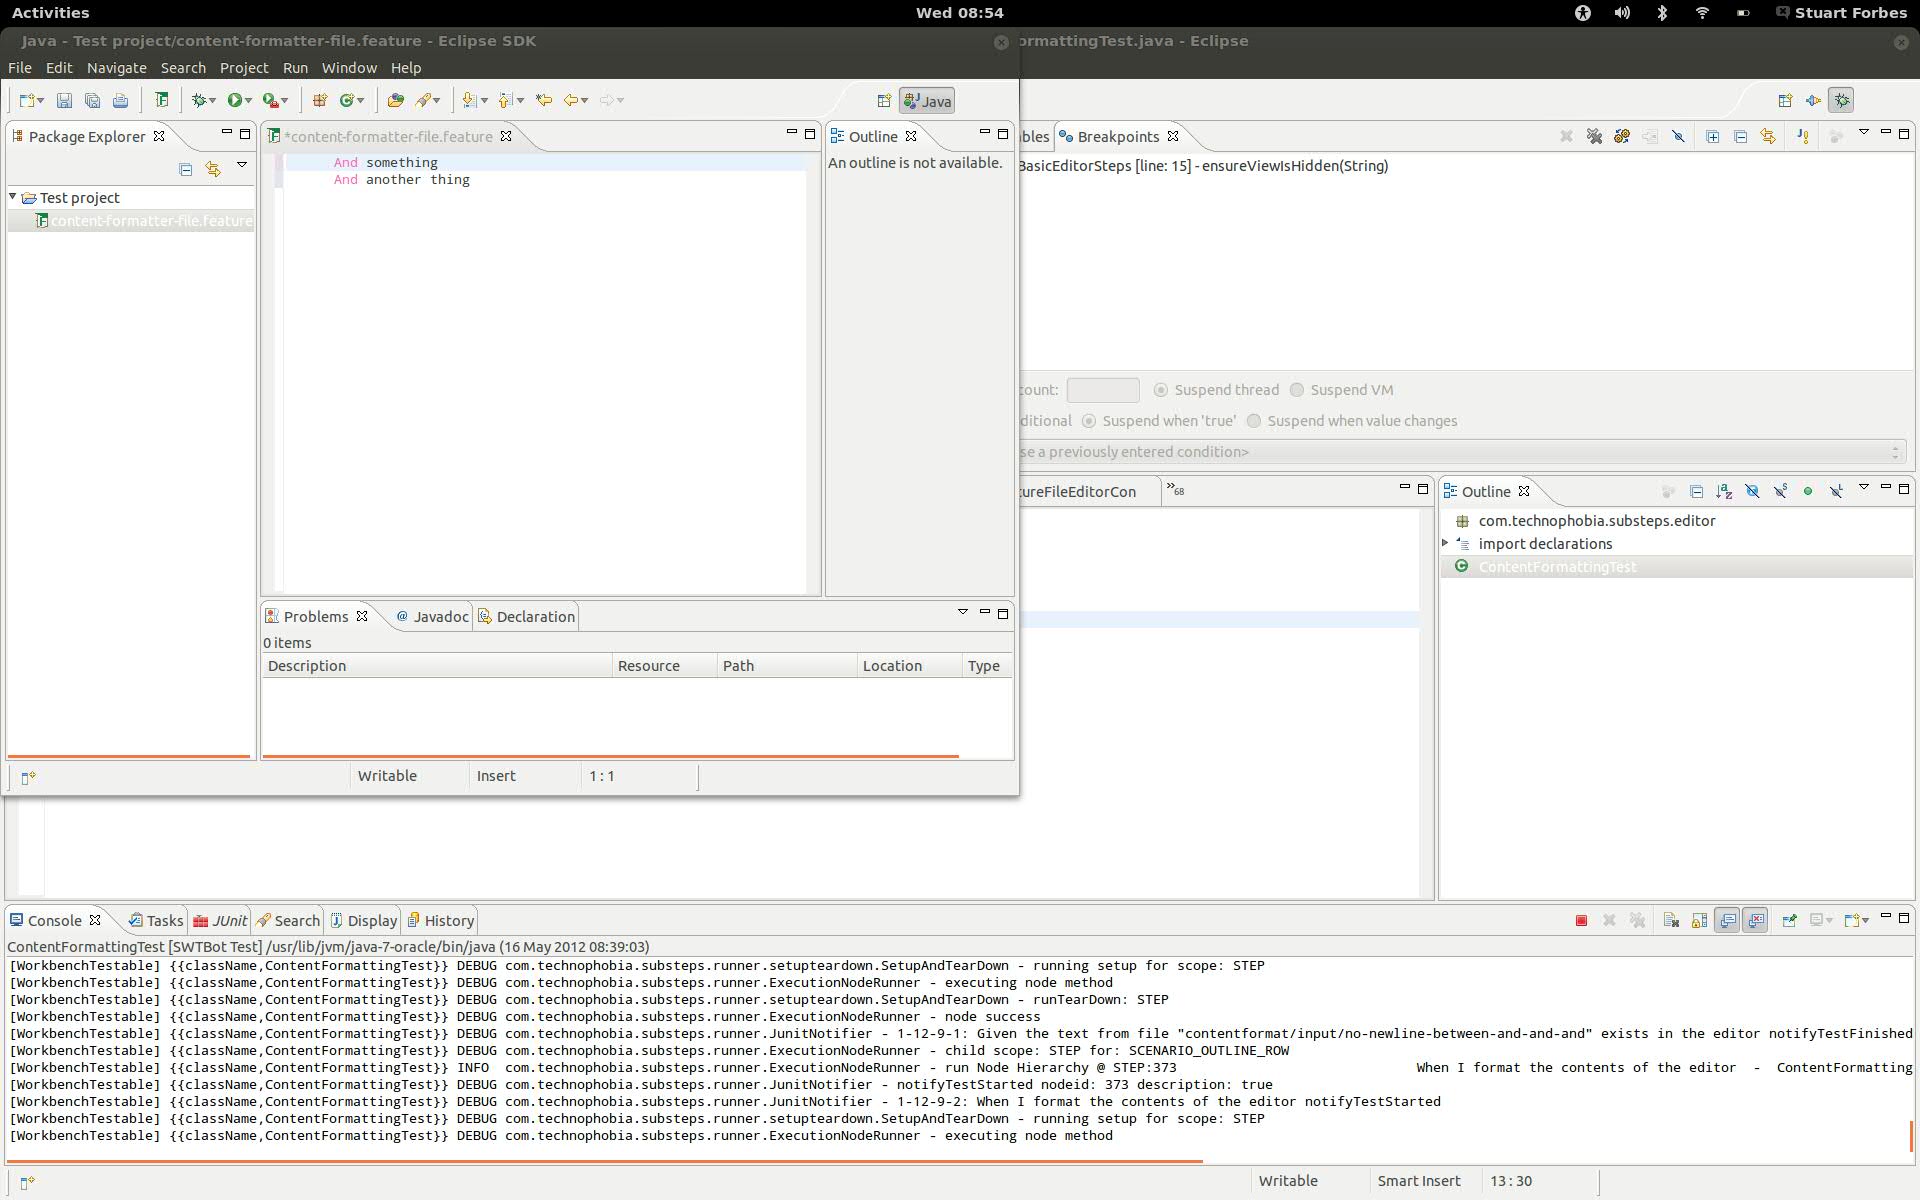 Activities
Wed 08:54
Stuart Forbes
Java - Test project/content-formatter-file.feature - Eclipse SDK
ormattingTest.java - Eclipse
File Edit Navigate Search Project Run Window Help
Java
Package Explorer
*content-formatter-file.feature
Outline
An outline is not available.
Test project
content-formatter-file.feature
And something
And another thing
bles
Breakpoints
BasicEditorSteps [line: 15] - ensureViewIsHidden(String)
ount:
Suspend thread
Suspend VM
ditional
Suspend when 'true'
Suspend when value changes
se a previously entered condition>
Problems
@ Javadoc
Declaration
0 items
Description Resource Path Location Type
Writable Insert 1 : 1
ureFileEditorCon
»68
Outline
com.technophobia.substeps.editor
import declarations
ContentFormattingTest
Console
Tasks
JUnit
Search
Display
History
ContentFormattingTest [SWTBot Test] /usr/lib/jvm/java-7-oracle/bin/java (16 May 2012 08:39:03)
[WorkbenchTestable] {{className,ContentFormattingTest}} DEBUG com.technophobia.substeps.runner.setupteardown.SetupAndTearDown - running setup for scope: STEP
[WorkbenchTestable] {{className,ContentFormattingTest}} DEBUG com.technophobia.substeps.runner.ExecutionNodeRunner - executing node method
[WorkbenchTestable] {{className,ContentFormattingTest}} DEBUG com.technophobia.substeps.runner.setupteardown.SetupAndTearDown - runTearDown: STEP
[WorkbenchTestable] {{className,ContentFormattingTest}} DEBUG com.technophobia.substeps.runner.ExecutionNodeRunner - node success
[WorkbenchTestable] {{className,ContentFormattingTest}} DEBUG com.technophobia.substeps.runner.JunitNotifier - 1-12-9-1: Given the text from file "contentformat/input/no-newline-between-and-and-and" exists in the editor notifyTestFinished
[WorkbenchTestable] {{className,ContentFormattingTest}} DEBUG com.technophobia.substeps.runner.ExecutionNodeRunner - child scope: STEP for: SCENARIO_OUTLINE_ROW
[WorkbenchTestable] {{className,ContentFormattingTest}} INFO  com.technophobia.substeps.runner.ExecutionNodeRunner - run Node Hierarchy @ STEP:373 When I format the contents of the editor  -  ContentFormatting
[WorkbenchTestable] {{className,ContentFormattingTest}} DEBUG com.technophobia.substeps.runner.JunitNotifier - notifyTestStarted nodeid: 373 description: true
[WorkbenchTestable] {{className,ContentFormattingTest}} DEBUG com.technophobia.substeps.runner.JunitNotifier - 1-12-9-2: When I format the contents of the editor notifyTestStarted
[WorkbenchTestable] {{className,ContentFormattingTest}} DEBUG com.technophobia.substeps.runner.setupteardown.SetupAndTearDown - running setup for scope: STEP
[WorkbenchTestable] {{className,ContentFormattingTest}} DEBUG com.technophobia.substeps.runner.ExecutionNodeRunner - executing node method
Writable Smart Insert 13 : 30